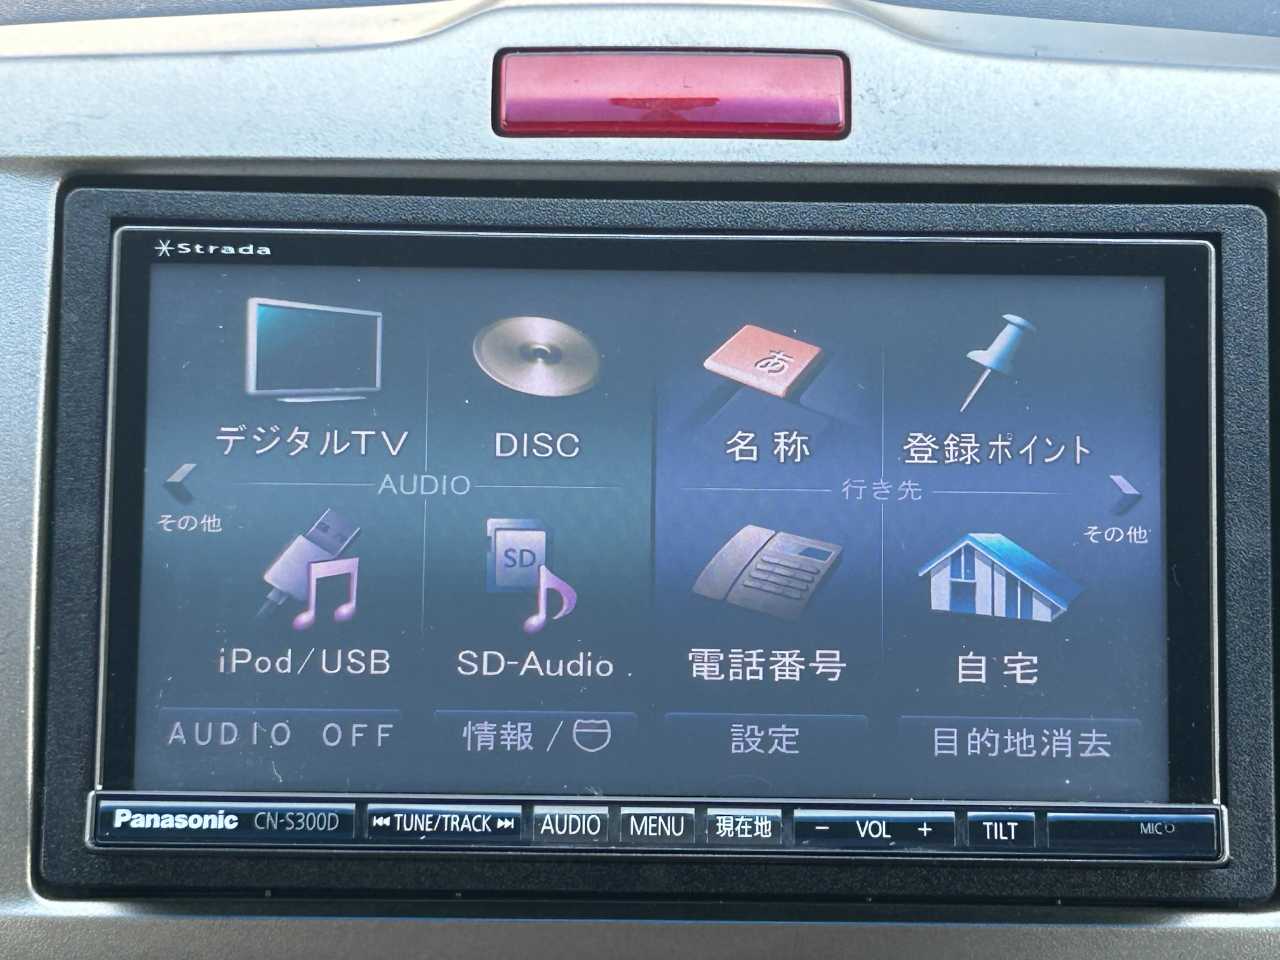 Strada
あ
デジタルTV DISC 名称 登録ポイント
AUDIO 行き先
その他 その他
SD
iPod/USB SD-Audio 電話番号 自宅
AUDIO OFF 情報/ 設定 目的地消去
Panasonic CN-S300D TUNE/TRACK AUDIO MENU 現在地 - VOL + TILT MIC